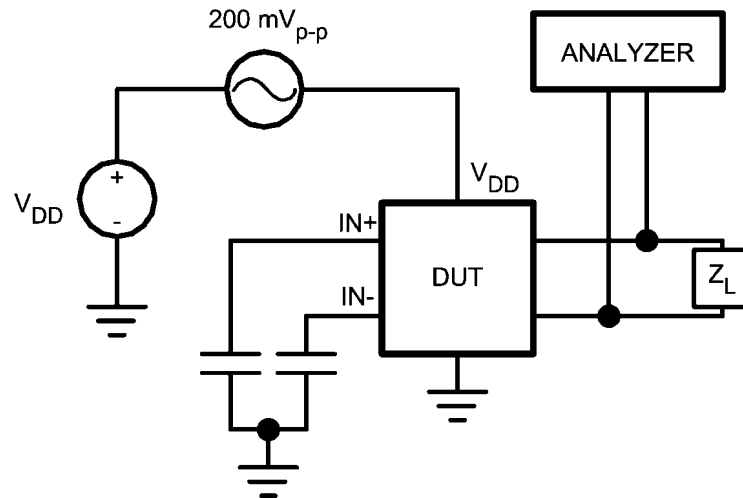 200 mVp-p
ANALYZER
+
VDD
-
VDD
IN+
DUT
ZL
IN-